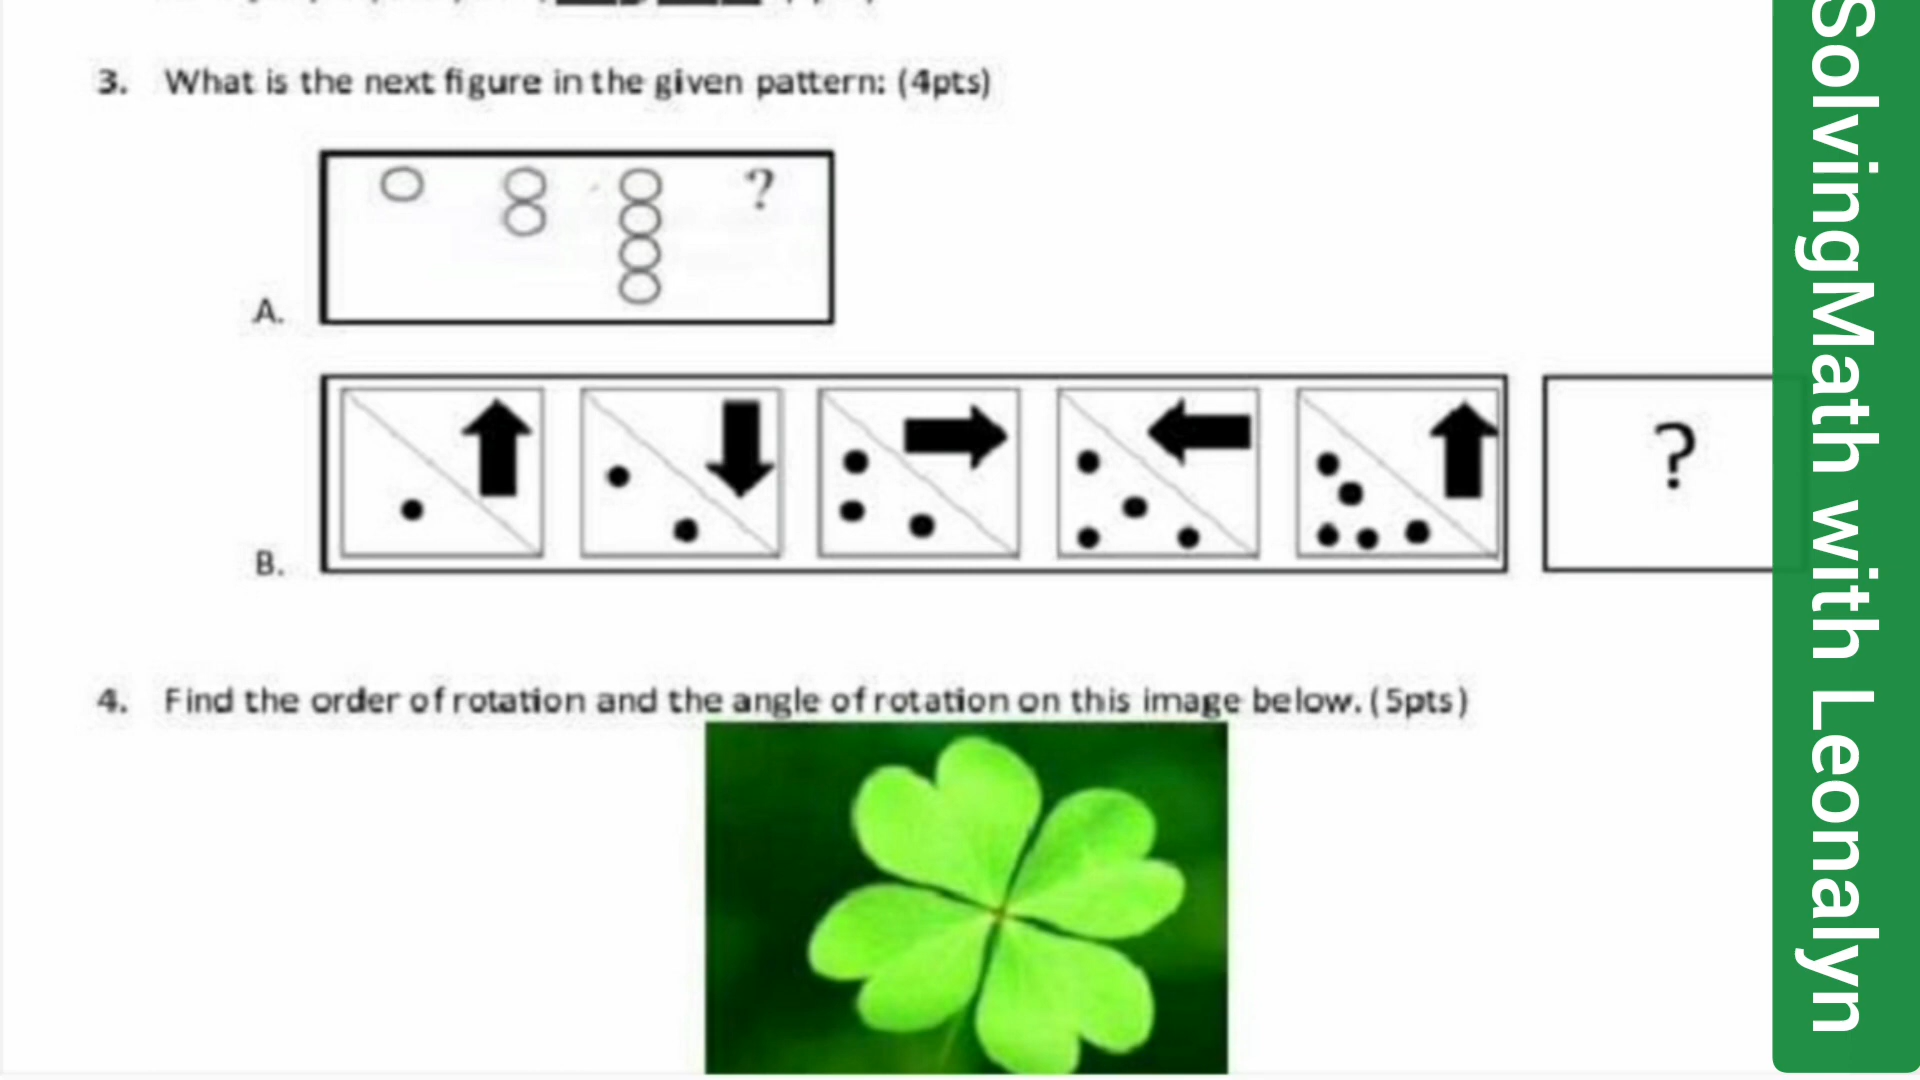 3. What is the next figure in the given pattern: (4pts)
?
A.
?
B.
4. Find the order of rotation and the angle of rotation on this image below. (5pts)
SolvingMath with Leonalyn